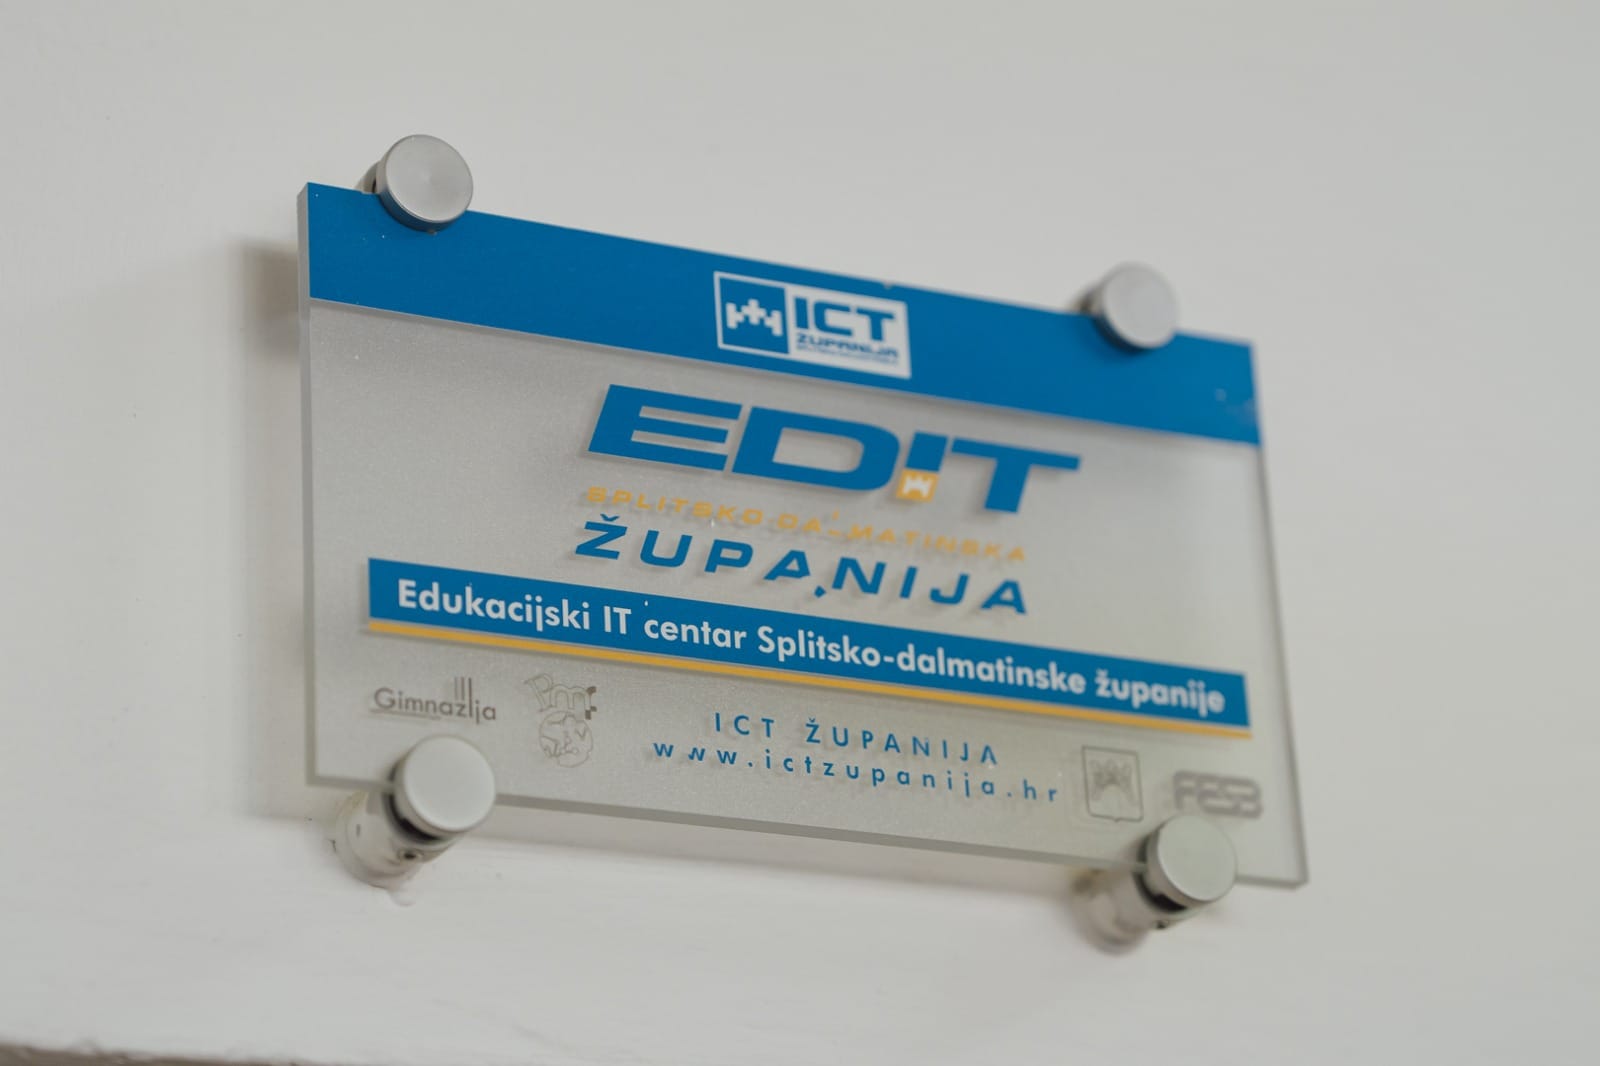 ICT
ŽUPANIJA
EDIT
SPLITSKO DALMATINSKA
ŽUPANIJA
Edukacijski IT centar Splitsko-dalmatinske županije
Gimnazija
Pmf
ICT ŽUPANIJA
www.ictzupanija.hr
FESB